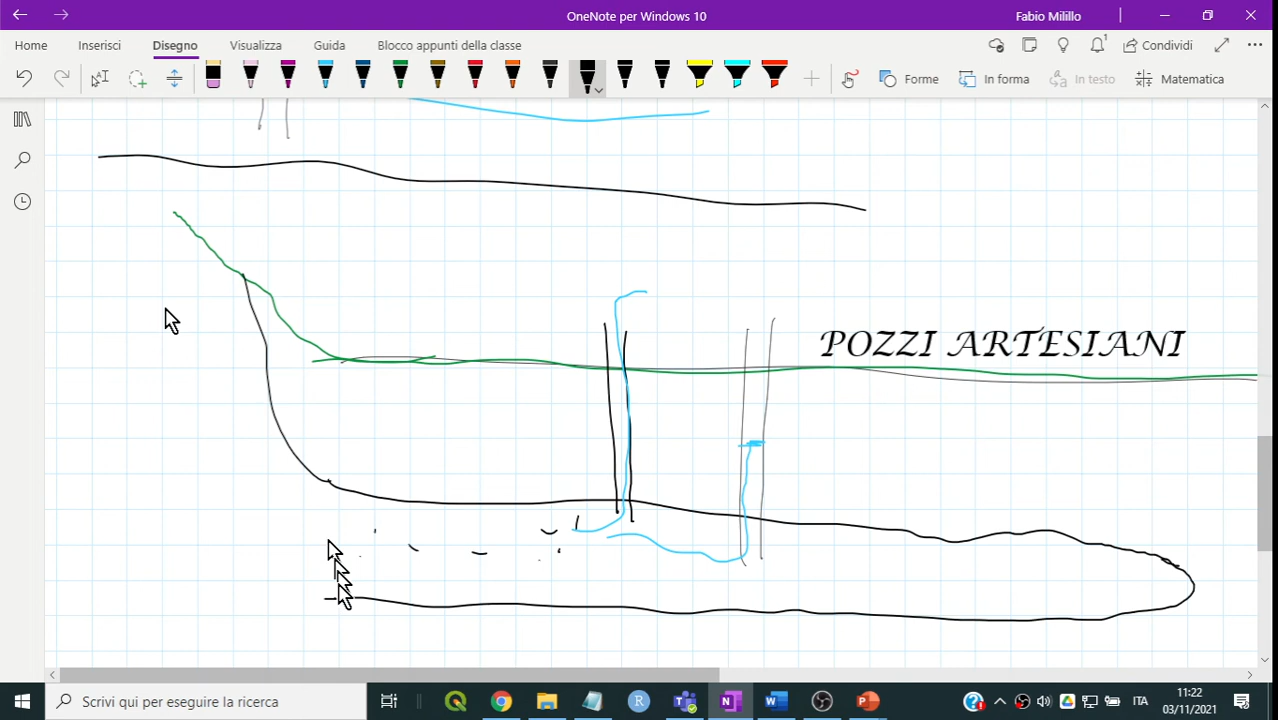 OneNote per Windows 10
Fabio Milillo
Home Inserisci Disegno Visualizza Guida Blocco appunti della classe
Condividi
Forme In forma In testo Matematica
POZZI ARTESIANI
Scrivi qui per eseguire la ricerca
ITA
11:22
03/11/2021